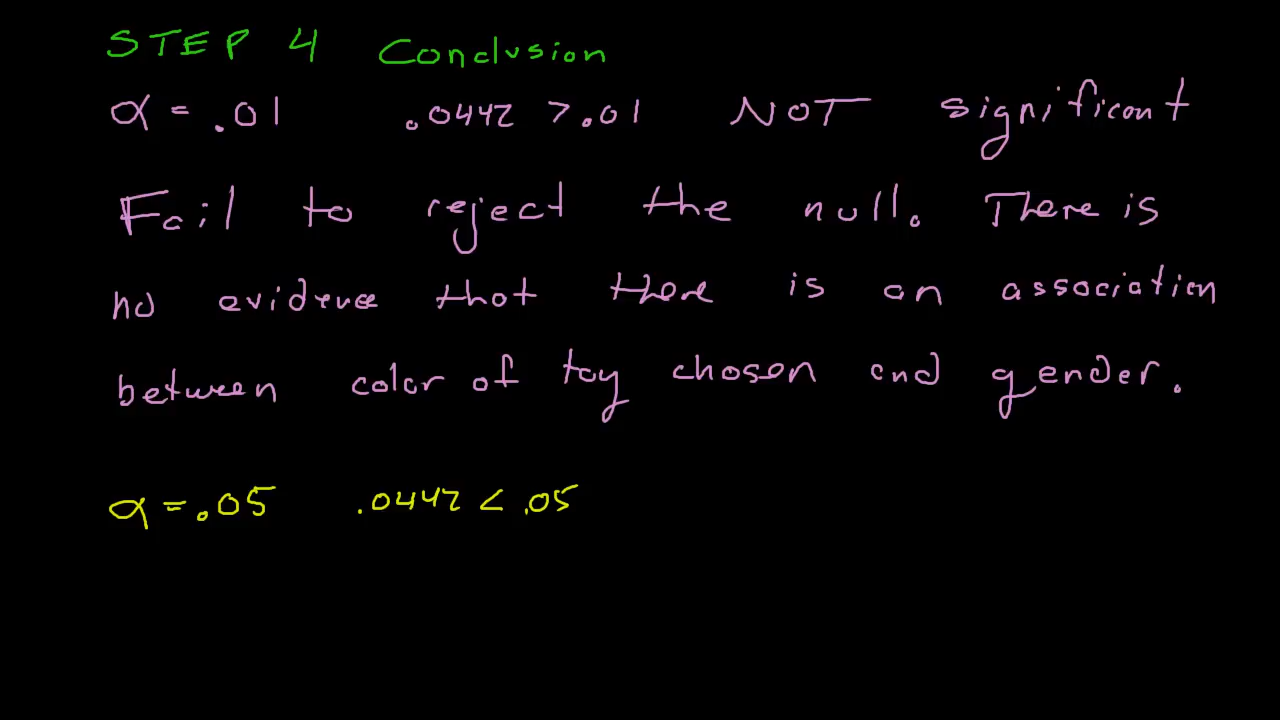 STEP 4 Conclusion
α = .01 .0442 > .01 NOT significant
Fail to reject the null. There is
no evidence that there is an association
between color of toy chosen and gender.
α = .05 .0442 < .05